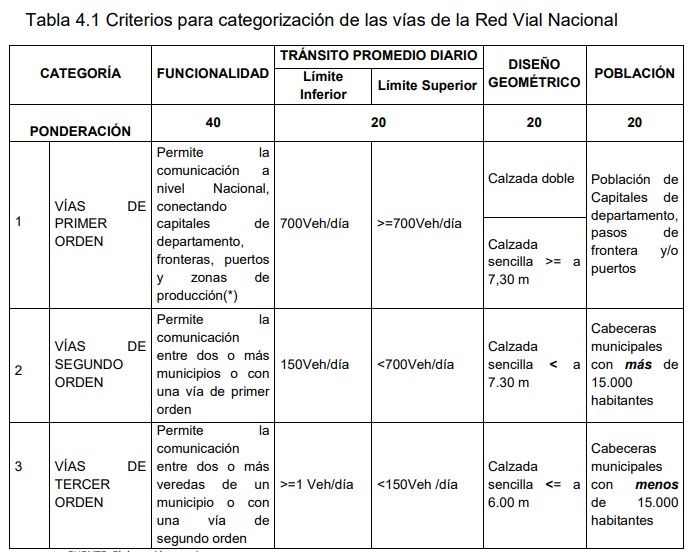 Tabla 4.1 Criterios para categorización de las vías de la Red Vial Nacional
CATEGORÍA
FUNCIONALIDAD
TRÁNSITO PROMEDIO DIARIO
Límite
Inferior
Límite Superior
DISEÑO
GEOMÉTRICO
POBLACIÓN
PONDERACIÓN
40
20
20
20
1
VÍAS DE
PRIMER
ORDEN
Permite la
comunicación a
nivel Nacional,
conectando
capitales de
departamento,
fronteras, puertos
y zonas de
producción(*)
700Veh/día
>=700Veh/día
Calzada doble
Calzada
sencilla >= a
7,30 m
Población de
Capitales de
departamento,
pasos de
frontera y/o
puertos
2
VÍAS DE
SEGUNDO
ORDEN
Permite la
comunicación
entre dos o más
municipios o con
una vía de primer
orden
150Veh/día
<700Veh/día
Calzada
sencilla < a
7.30 m
Cabeceras
municipales
con más de
15.000
habitantes
3
VÍAS DE
TERCER
ORDEN
Permite la
comunicación
entre dos o más
veredas de un
municipio o con
una vía de
segundo orden
>=1 Veh/día
<150Veh /día
Calzada
sencilla <= a
6.00 m
Cabeceras
municipales
con menos
de 15.000
habitantes